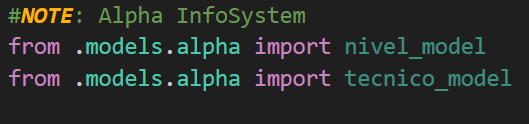 #NOTE: Alpha InfoSystem
from .models.alpha import nivel_model
from .models.alpha import tecnico_model